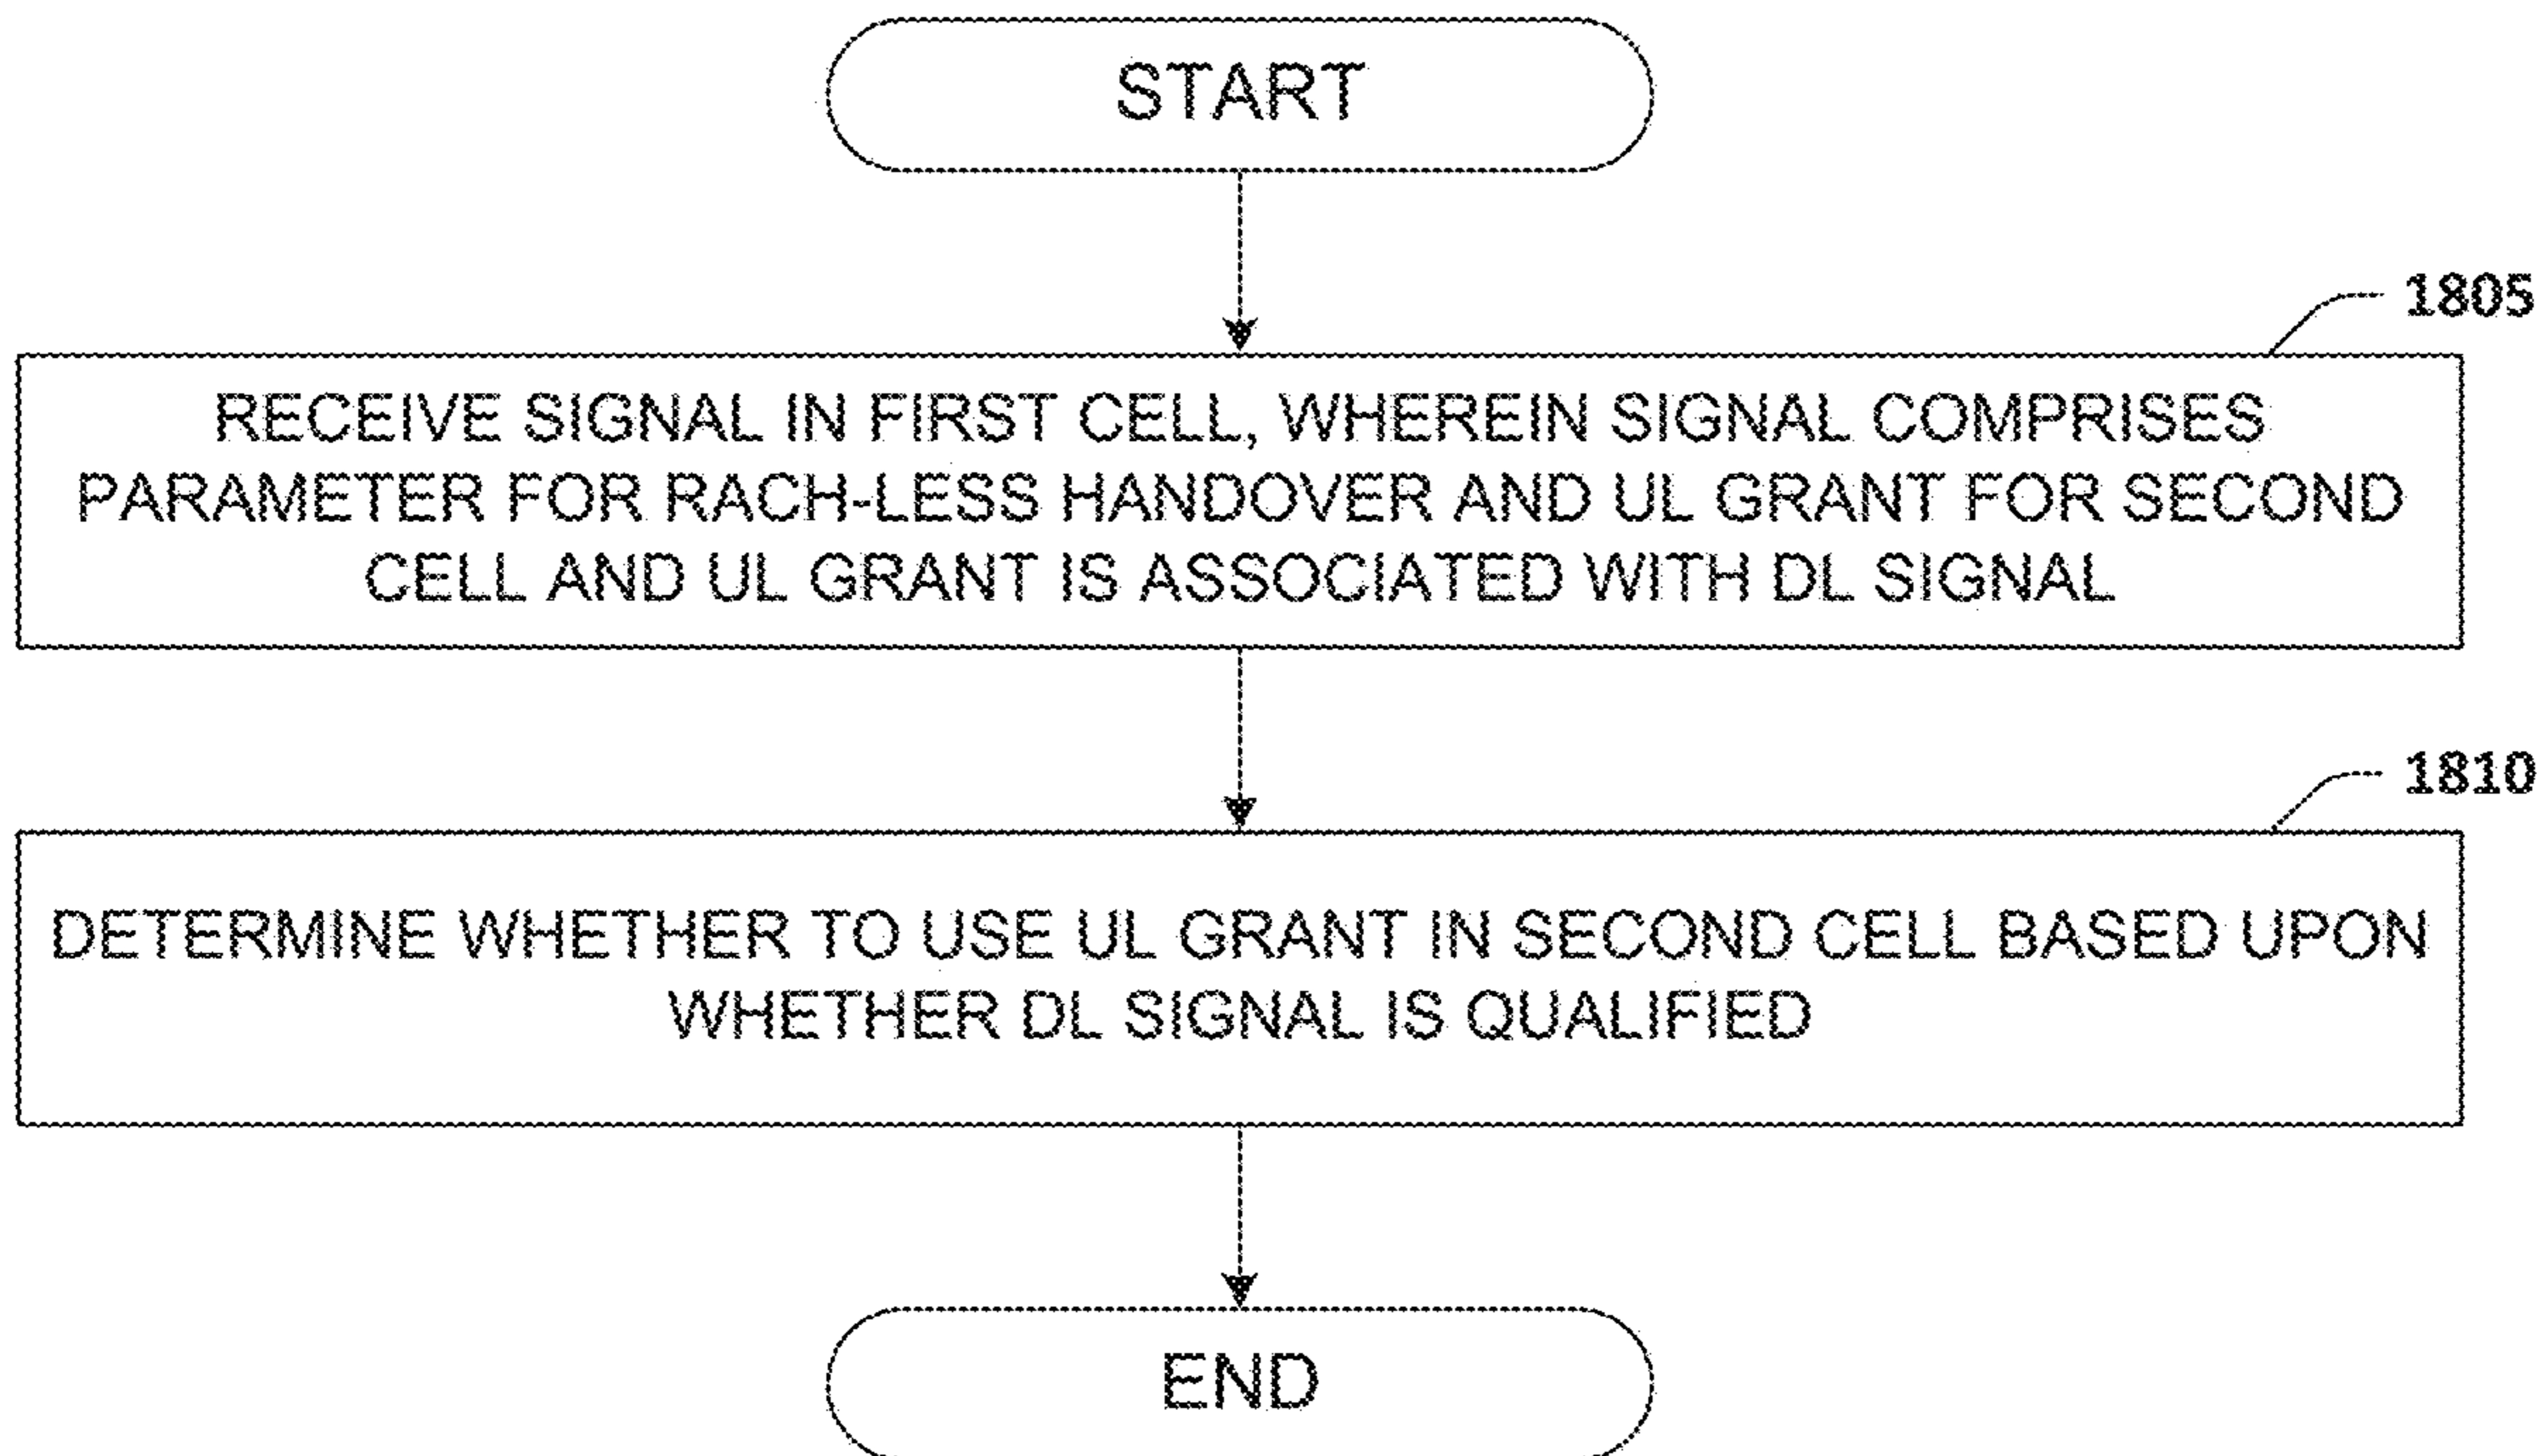 START
1805
RECEIVE SIGNAL IN FIRST CELL, WHEREIN SIGNAL COMPRISES
PARAMETER FOR RACH-LESS HANDOVER AND UL GRANT FOR SECOND
CELL AND UL GRANT IS ASSOCIATED WITH DL SIGNAL
1810
DETERMINE WHETHER TO USE UL GRANT IN SECOND CELL BASED UPON
WHETHER DL SIGNAL IS QUALIFIED
END